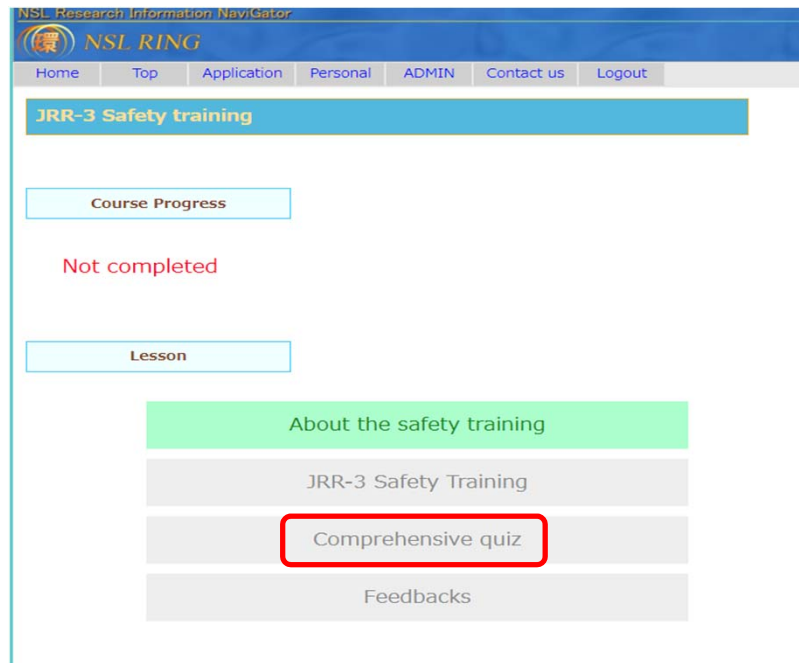 NSL Research Information NaviGator
環 NSL RING
Home Top Application Personal ADMIN Contact us Logout
JRR-3 Safety training
Course Progress
Not completed
Lesson
About the safety training
JRR-3 Safety Training
Comprehensive quiz
Feedbacks